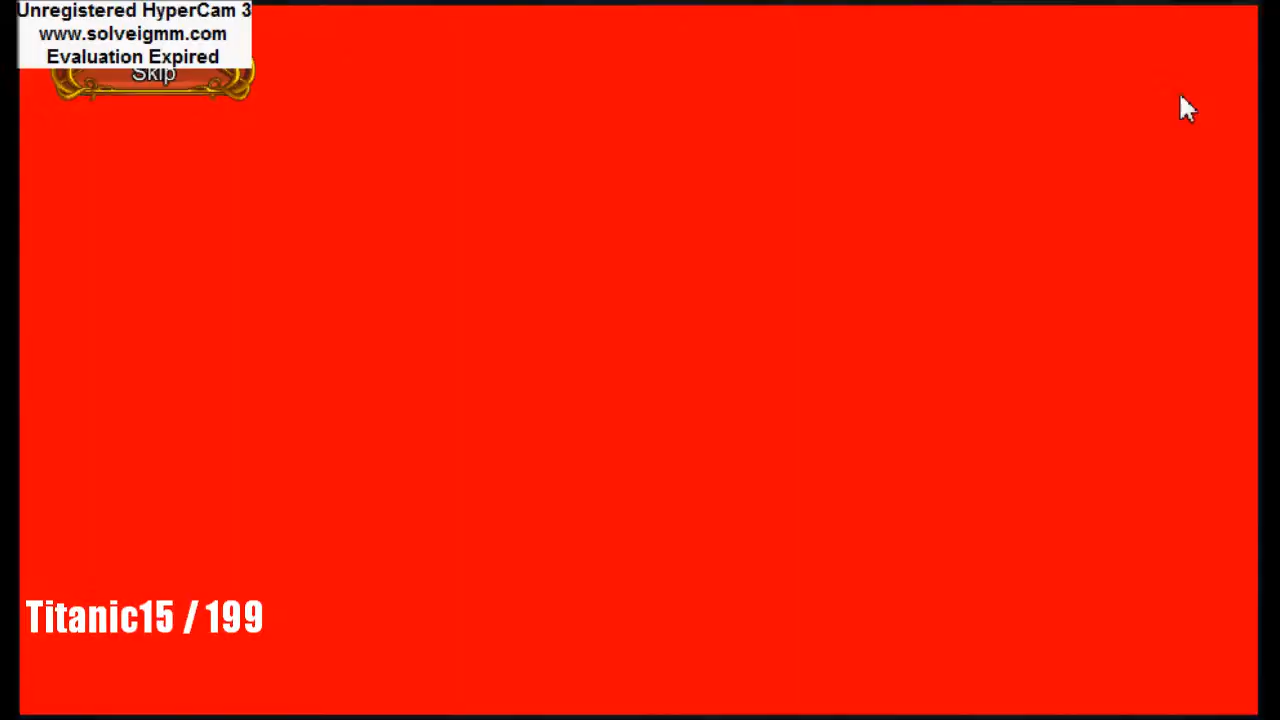 Unregistered HyperCam 3
www.solveigmm.com
Evaluation Expired
Skip
Titanic15 / 199